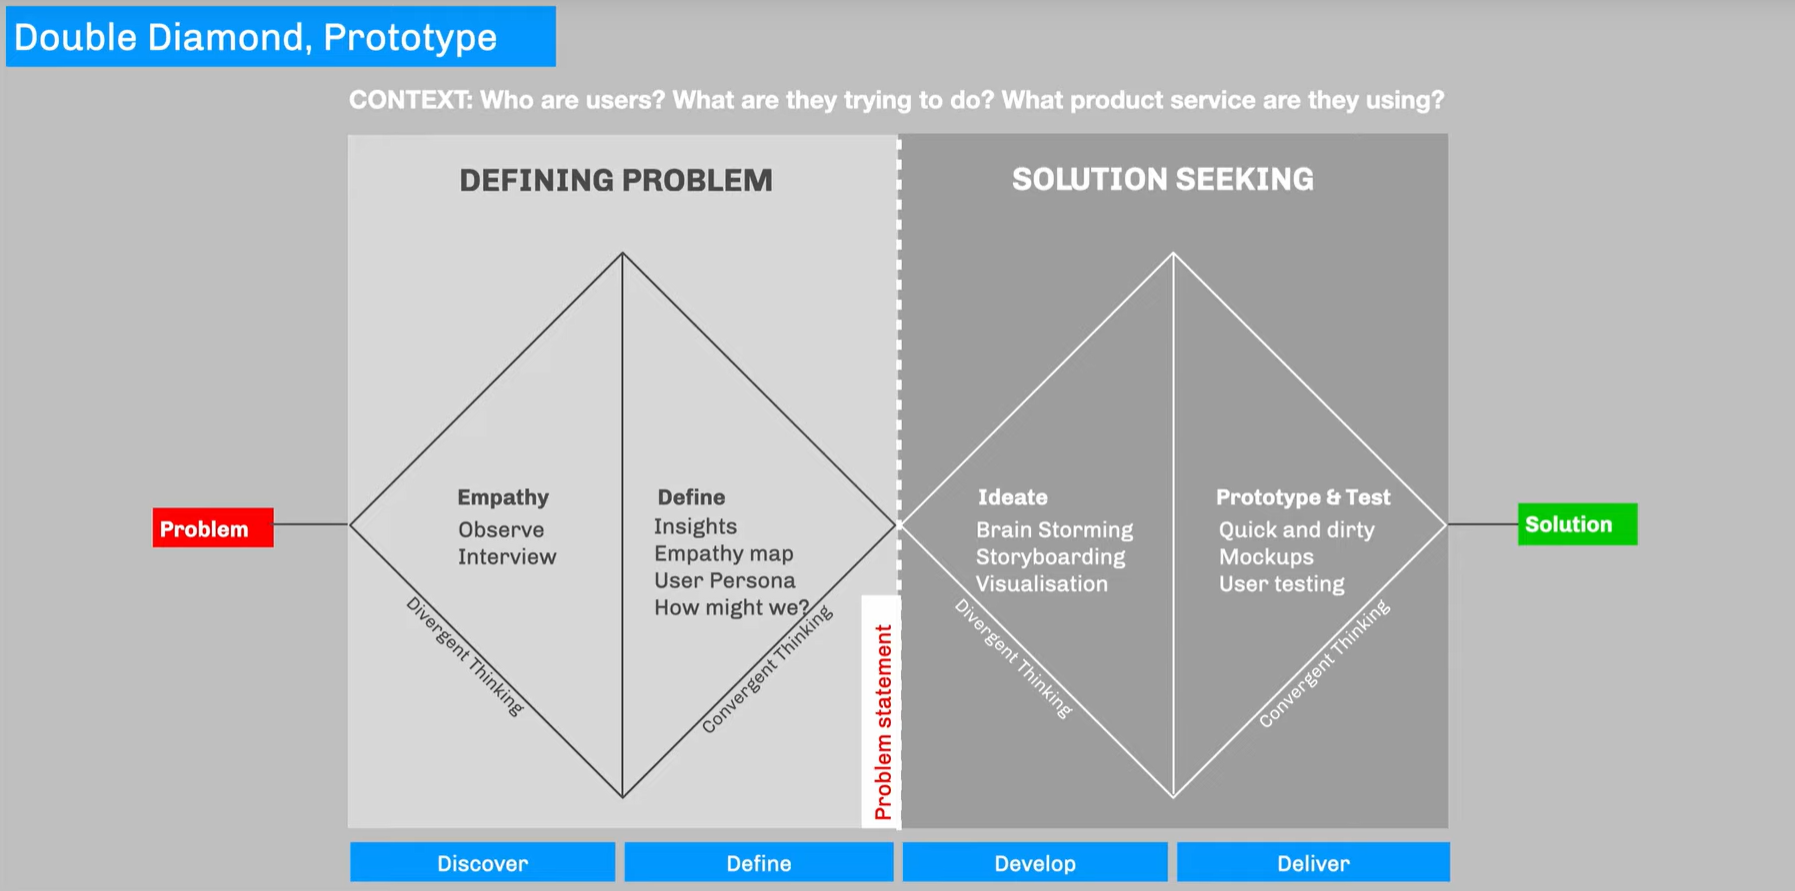 Double Diamond, Prototype
CONTEXT: Who are users? What are they trying to do? What product service are they using?
DEFINING PROBLEM
SOLUTION SEEKING
Problem
Empathy
Observe
Interview
Divergent Thinking
Define
Insights
Empathy map
User Persona
How might we?
Convergent Thinking
Problem statement
Ideate
Brain Storming
Storyboarding
Visualisation
Divergent Thinking
Prototype & Test
Quick and dirty
Mockups
User testing
Convergent Thinking
Solution
Discover
Define
Develop
Deliver